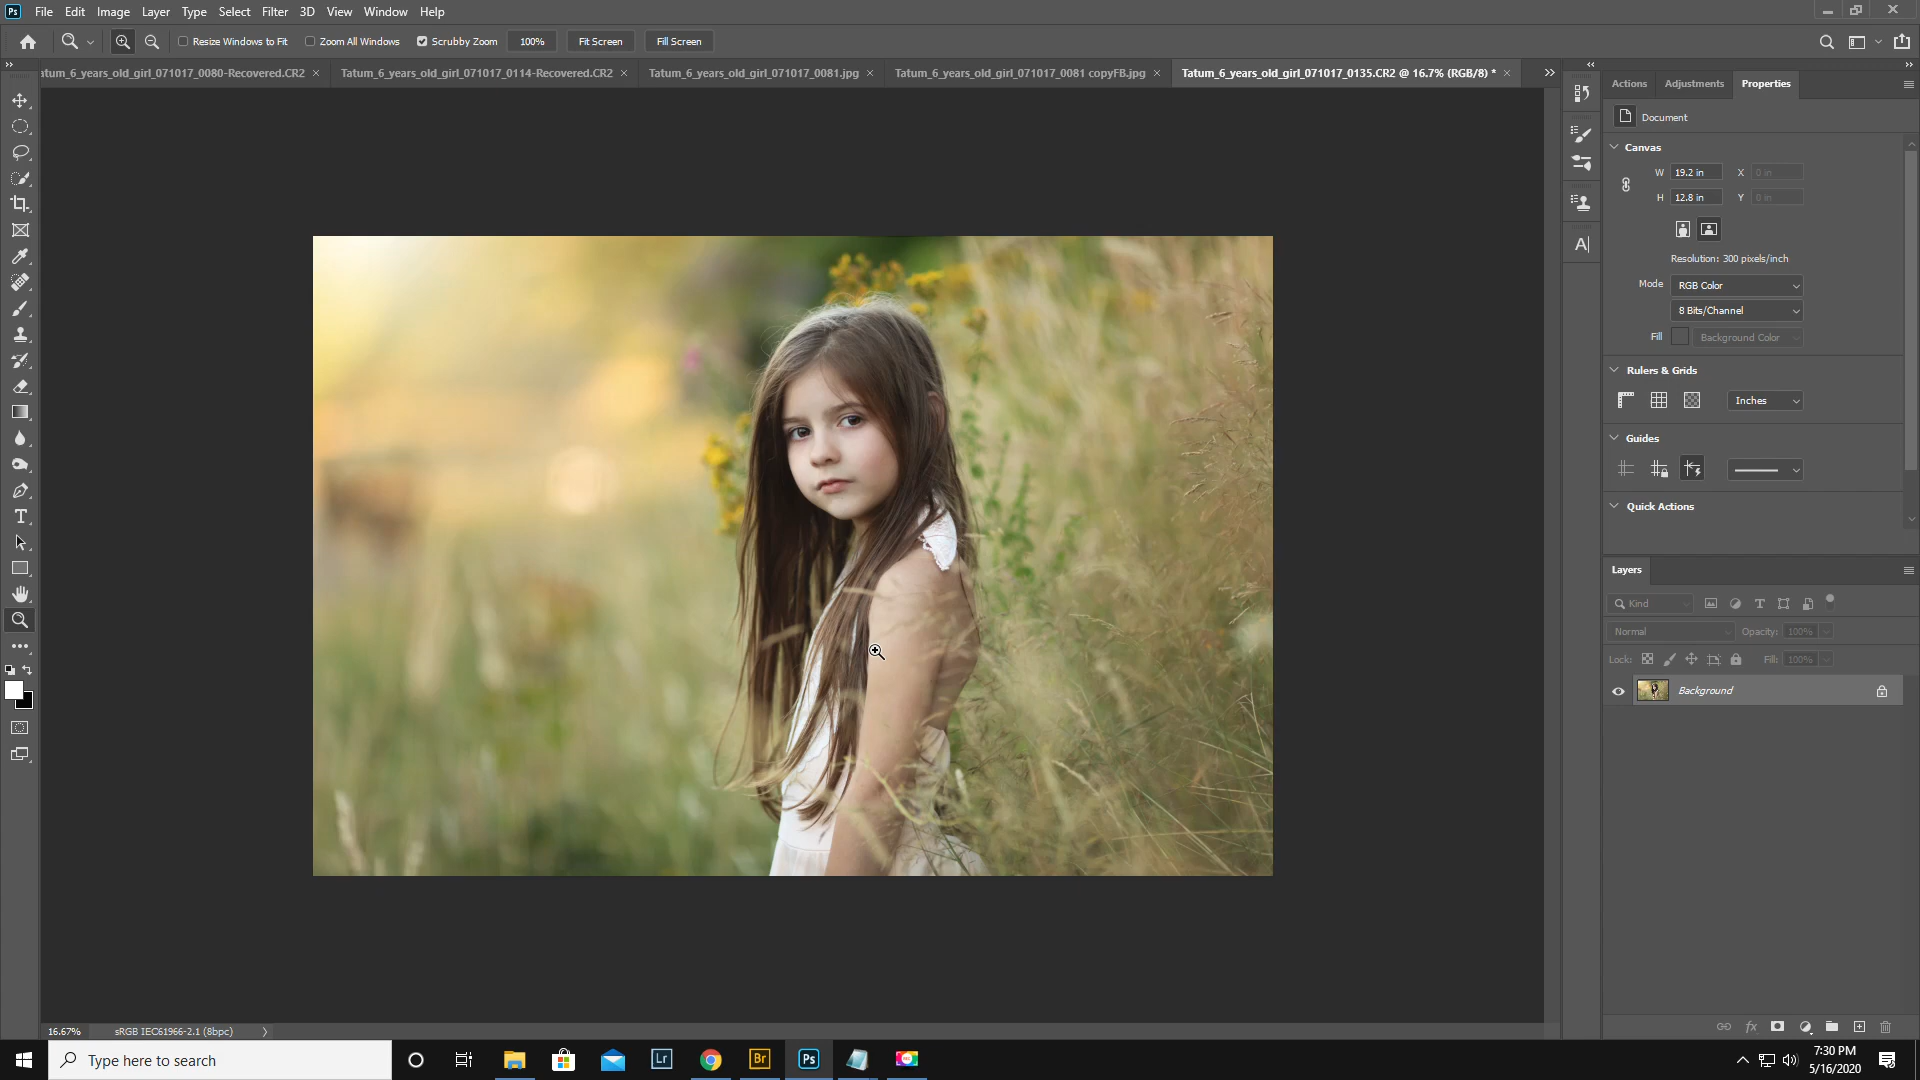 Ps File Edit Image Layer Type Select Filter 3D View Window Help
Resize Windows to Fit Zoom All Windows Scrubby Zoom 100% Fit Screen Fill Screen
atum_6_years_old_girl_071017_0080-Recovered.CR2 × Tatum_6_years_old_girl_071017_0114-Recovered.CR2 × Tatum_6_years_old_girl_071017_0081.jpg × Tatum_6_years_old_girl_071017_0081 copyFB.jpg × Tatum_6_years_old_girl_071017_0135.CR2 @ 16.7% (RGB/8) * ×
Actions Adjustments Properties
Document
Canvas
W 19.2 in X 0 in
H 12.8 in Y 0 in
Resolution: 300 pixels/inch
Mode RGB Color
8 Bits/Channel
Fill Background Color
Rulers & Grids
Inches
Guides
Quick Actions
Layers
Kind
Normal Opacity: 100%
Lock: Fill: 100%
Background
16.67% sRGB IEC61966-2.1 (8bpc)
Type here to search Lr Br Ps
7:30 PM
5/16/2020